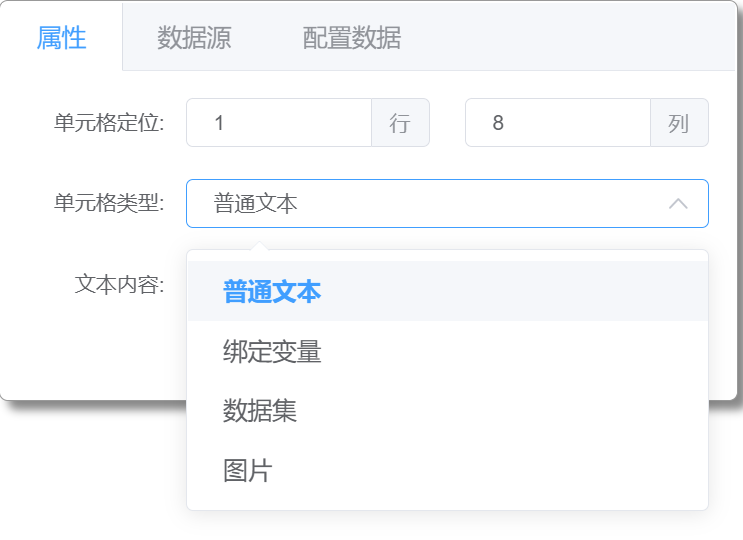 属性 数据源 配置数据
单元格定位: 1 行 8 列
单元格类型: 普通文本
文本内容:
普通文本
绑定变量
数据集
图片